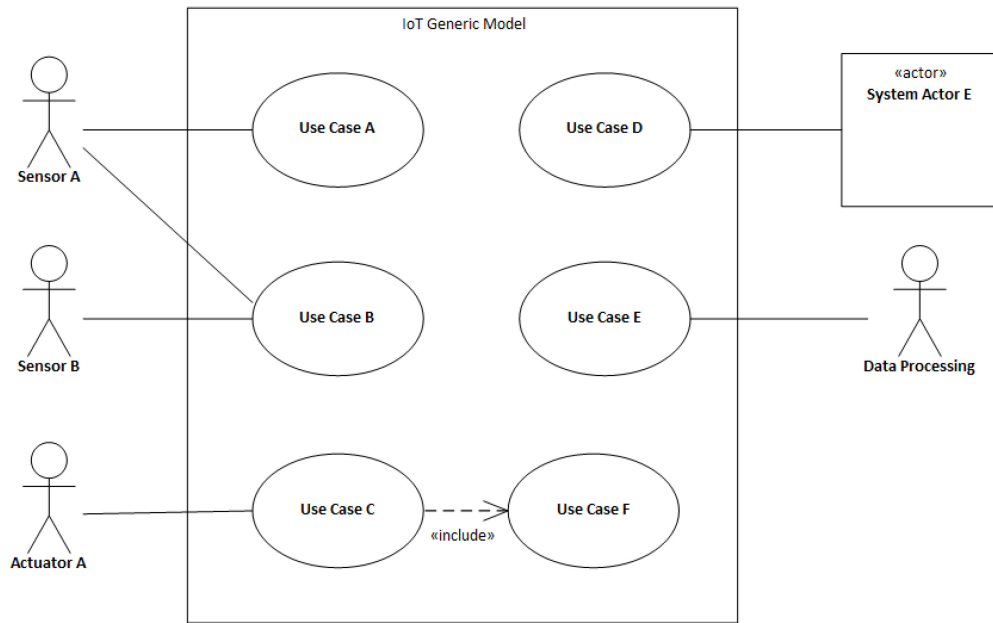 IoT Generic Model
Sensor A
Use Case A
Use Case D
«actor»
System Actor E
Sensor B
Use Case B
Use Case E
Data Processing
Actuator A
Use Case C
«include»
Use Case F